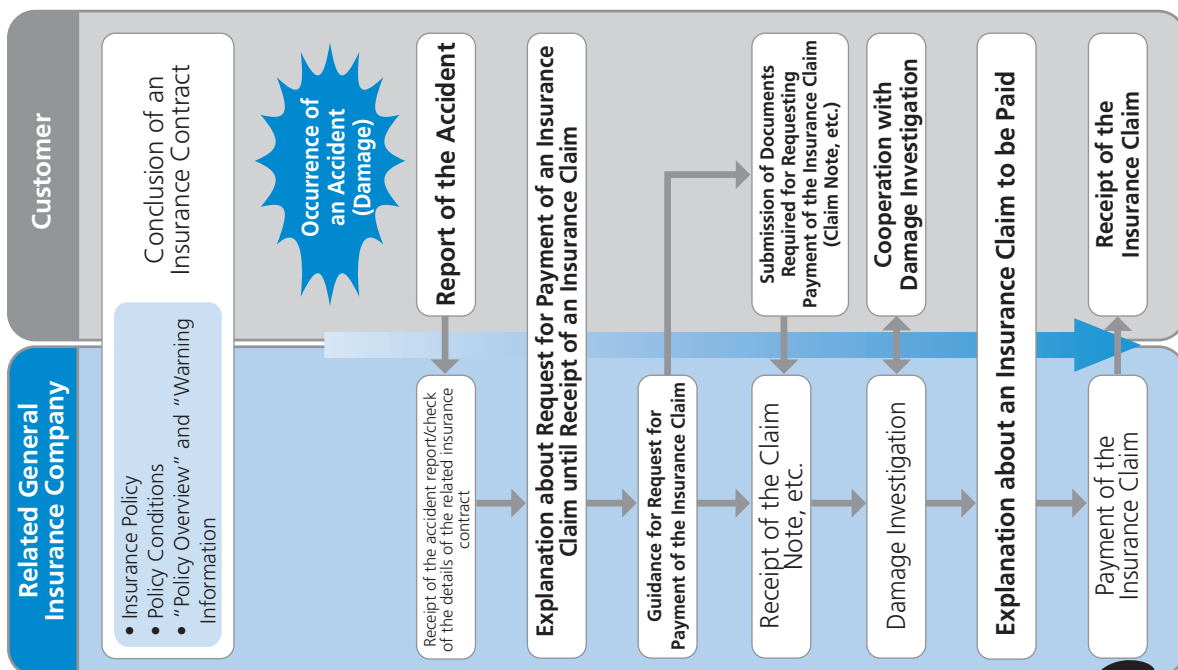 Related General
Insurance Company
Customer
• Insurance Policy
• Policy Conditions
• “Policy Overview” and “Warning
Information
Conclusion of an
Insurance Contract
Occurrence of
an Accident
(Damage)
Report of the Accident
Receipt of the accident report/check
of the details of the related insurance
contract
Explanation about Request for Payment of an Insurance
Claim until Receipt of an Insurance Claim
Guidance for Request for
Payment of the Insurance Claim
Submission of Documents
Required for Requesting
Payment of the Insurance Claim
(Claim Note, etc.)
Receipt of the Claim
Note, etc.
Damage Investigation
Cooperation with
Damage Investigation
Explanation about an Insurance Claim to be Paid
Payment of the
Insurance Claim
Receipt of the
Insurance Claim